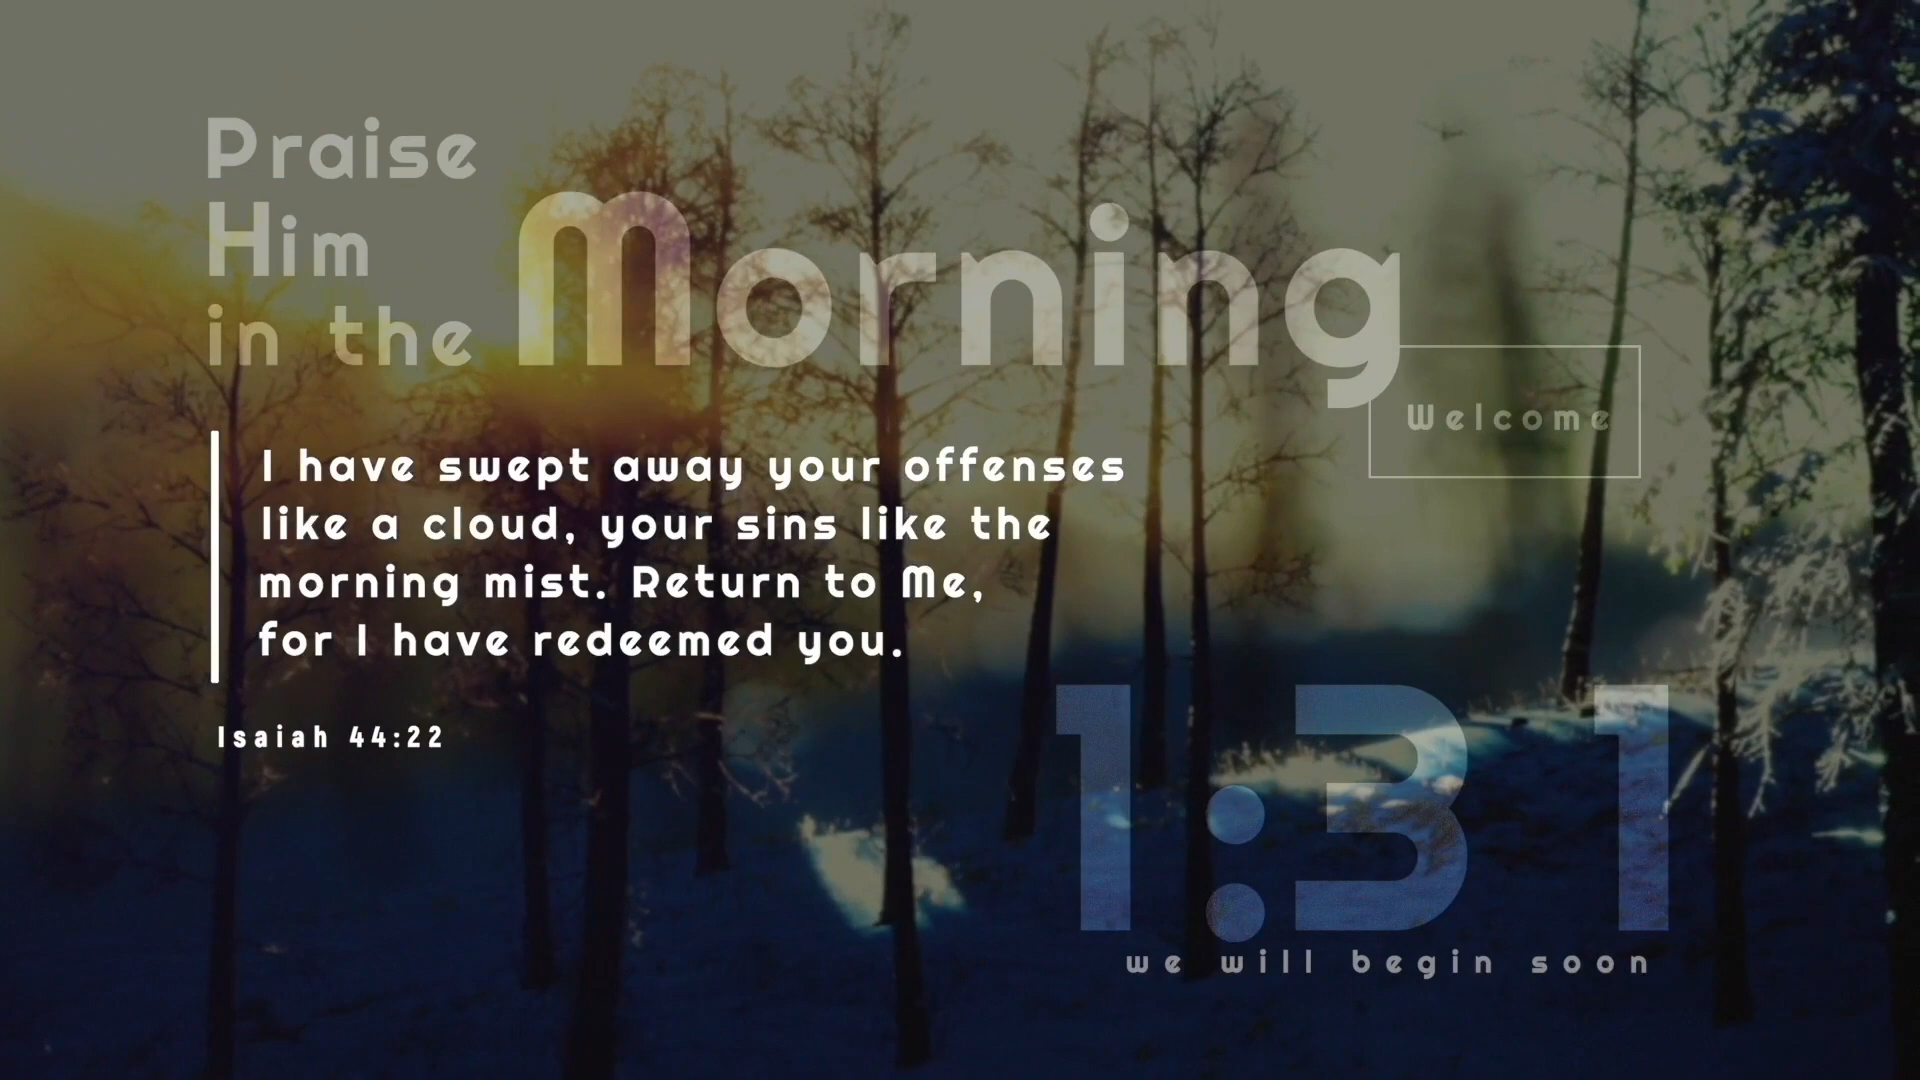 Praise
Him
in the Morning
Welcome
I have swept away your offenses
like a cloud, your sins like the
morning mist. Return to Me,
for I have redeemed you.
Isaiah 44:22
1:31
we will begin soon